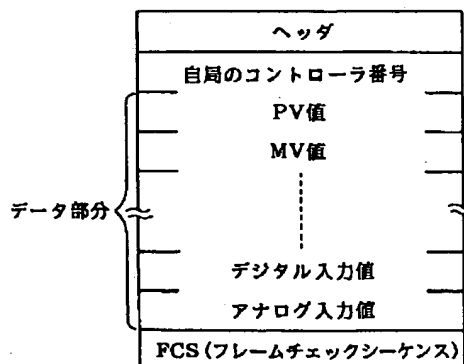 ヘッダ
自局のコントローラ番号
PV値
MV値
データ部分
デジタル入力値
アナログ入力値
FCS(フレームチェックシーケンス)